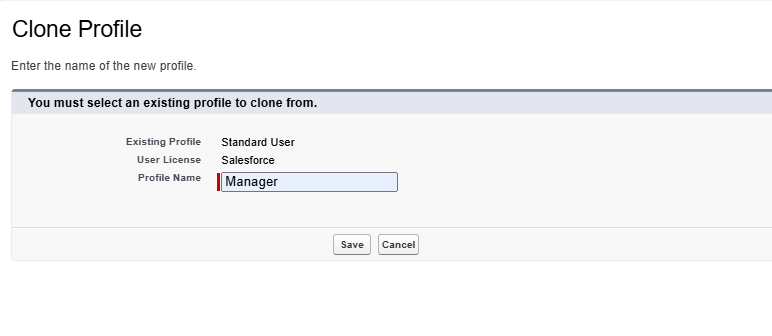 Clone Profile
Enter the name of the new profile.
You must select an existing profile to clone from.
Existing Profile Standard User
User License Salesforce
Profile Name Manager
Save Cancel